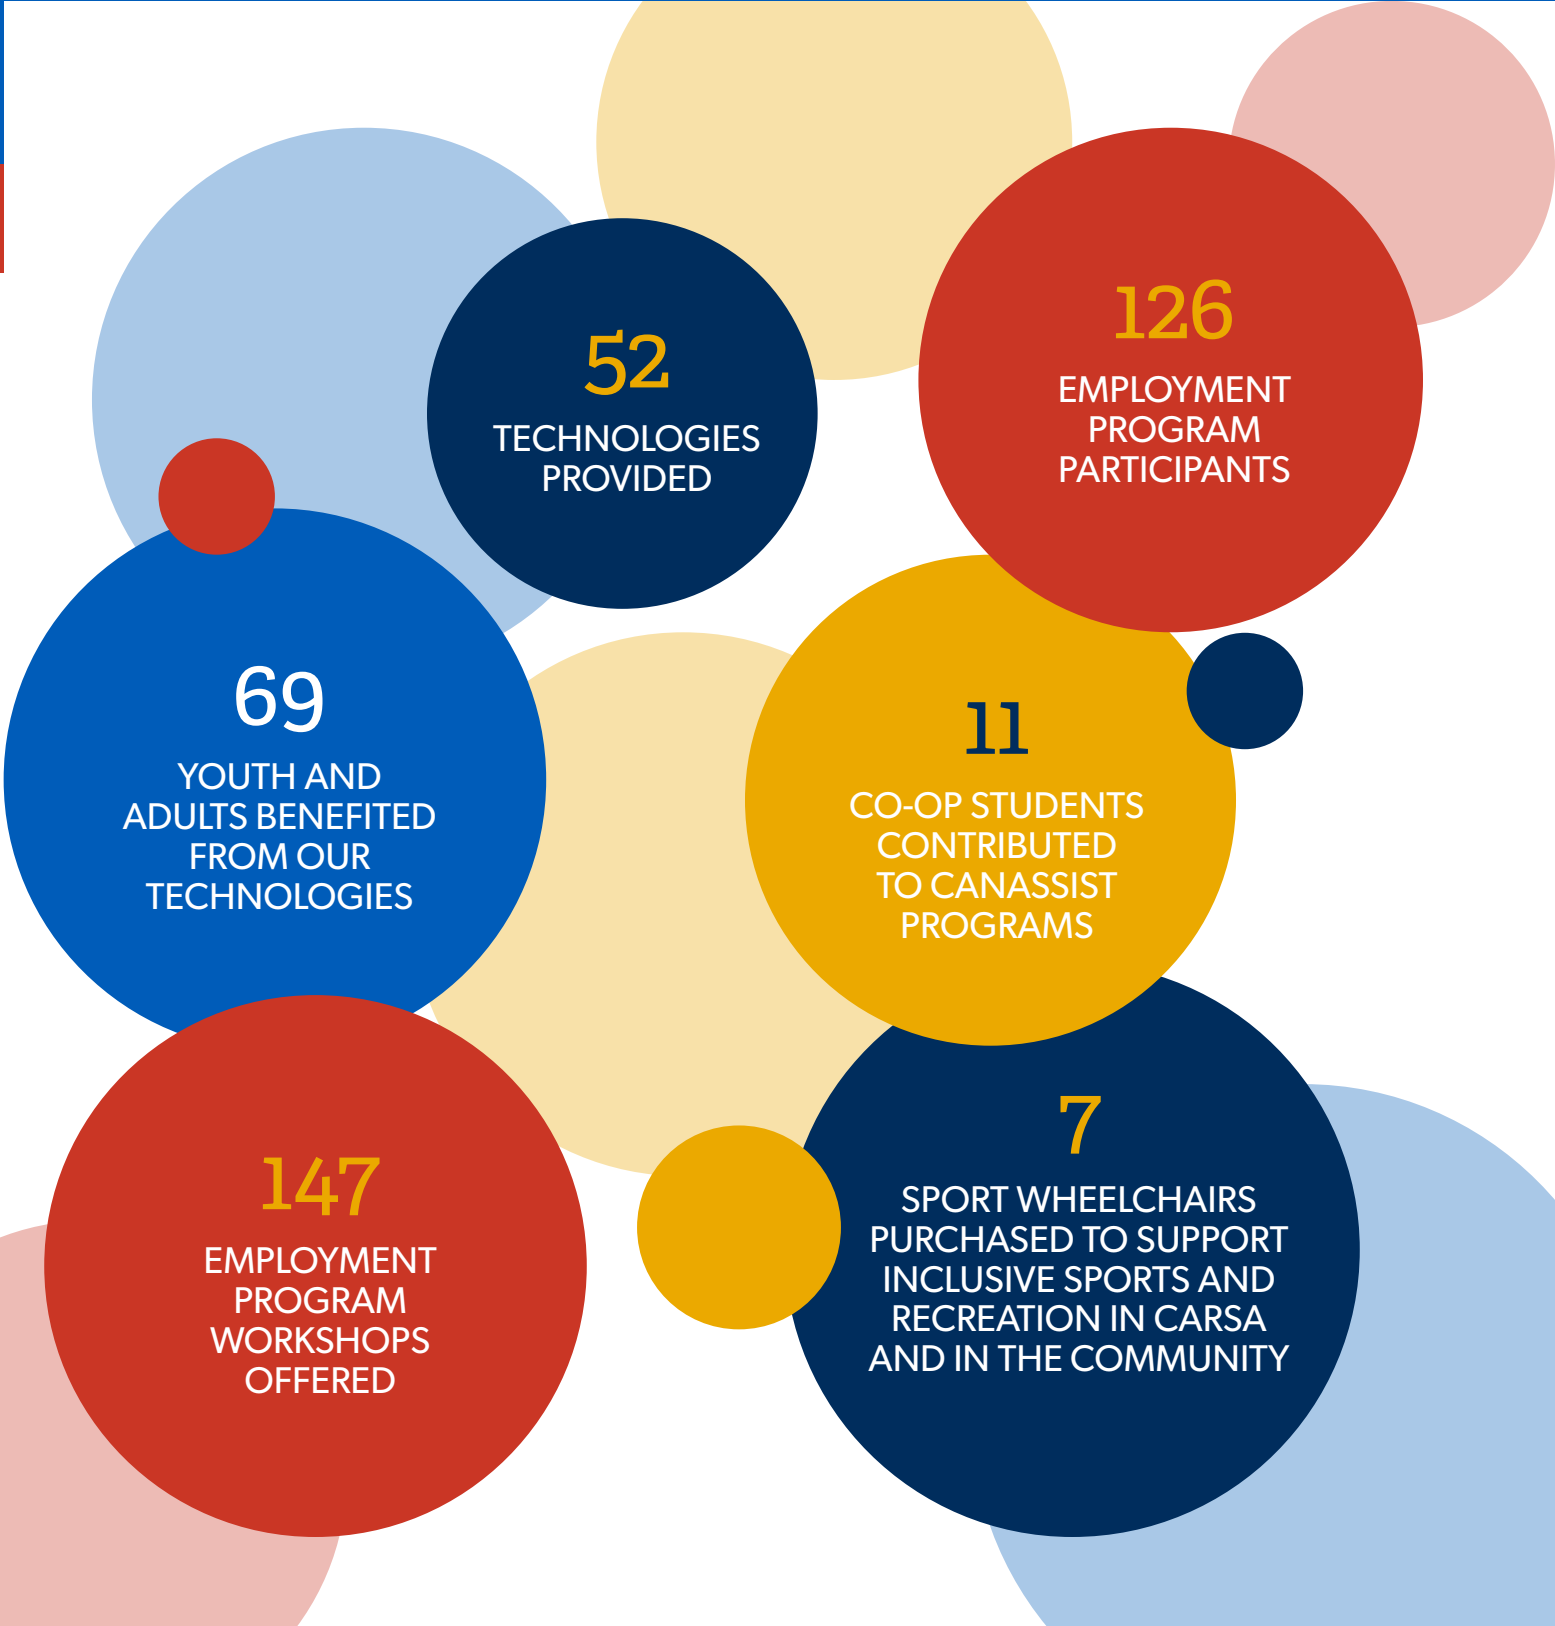 52
TECHNOLOGIES
PROVIDED
126
EMPLOYMENT
PROGRAM
PARTICIPANTS
69
YOUTH AND
ADULTS BENEFITED
FROM OUR
TECHNOLOGIES
11
CO-OP STUDENTS
CONTRIBUTED
TO CANASSIST
PROGRAMS
147
EMPLOYMENT
PROGRAM
WORKSHOPS
OFFERED
7
SPORT WHEELCHAIRS
PURCHASED TO SUPPORT
INCLUSIVE SPORTS AND
RECREATION IN CARSA
AND IN THE COMMUNITY